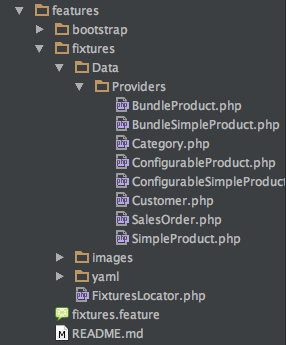 features
bootstrap
fixtures
Data
Providers
BundleProduct.php
BundleSimpleProduct.php
Category.php
ConfigurableProduct.php
ConfigurableSimpleProduct
Customer.php
SalesOrder.php
SimpleProduct.php
images
yaml
FixturesLocator.php
fixtures.feature
README.md